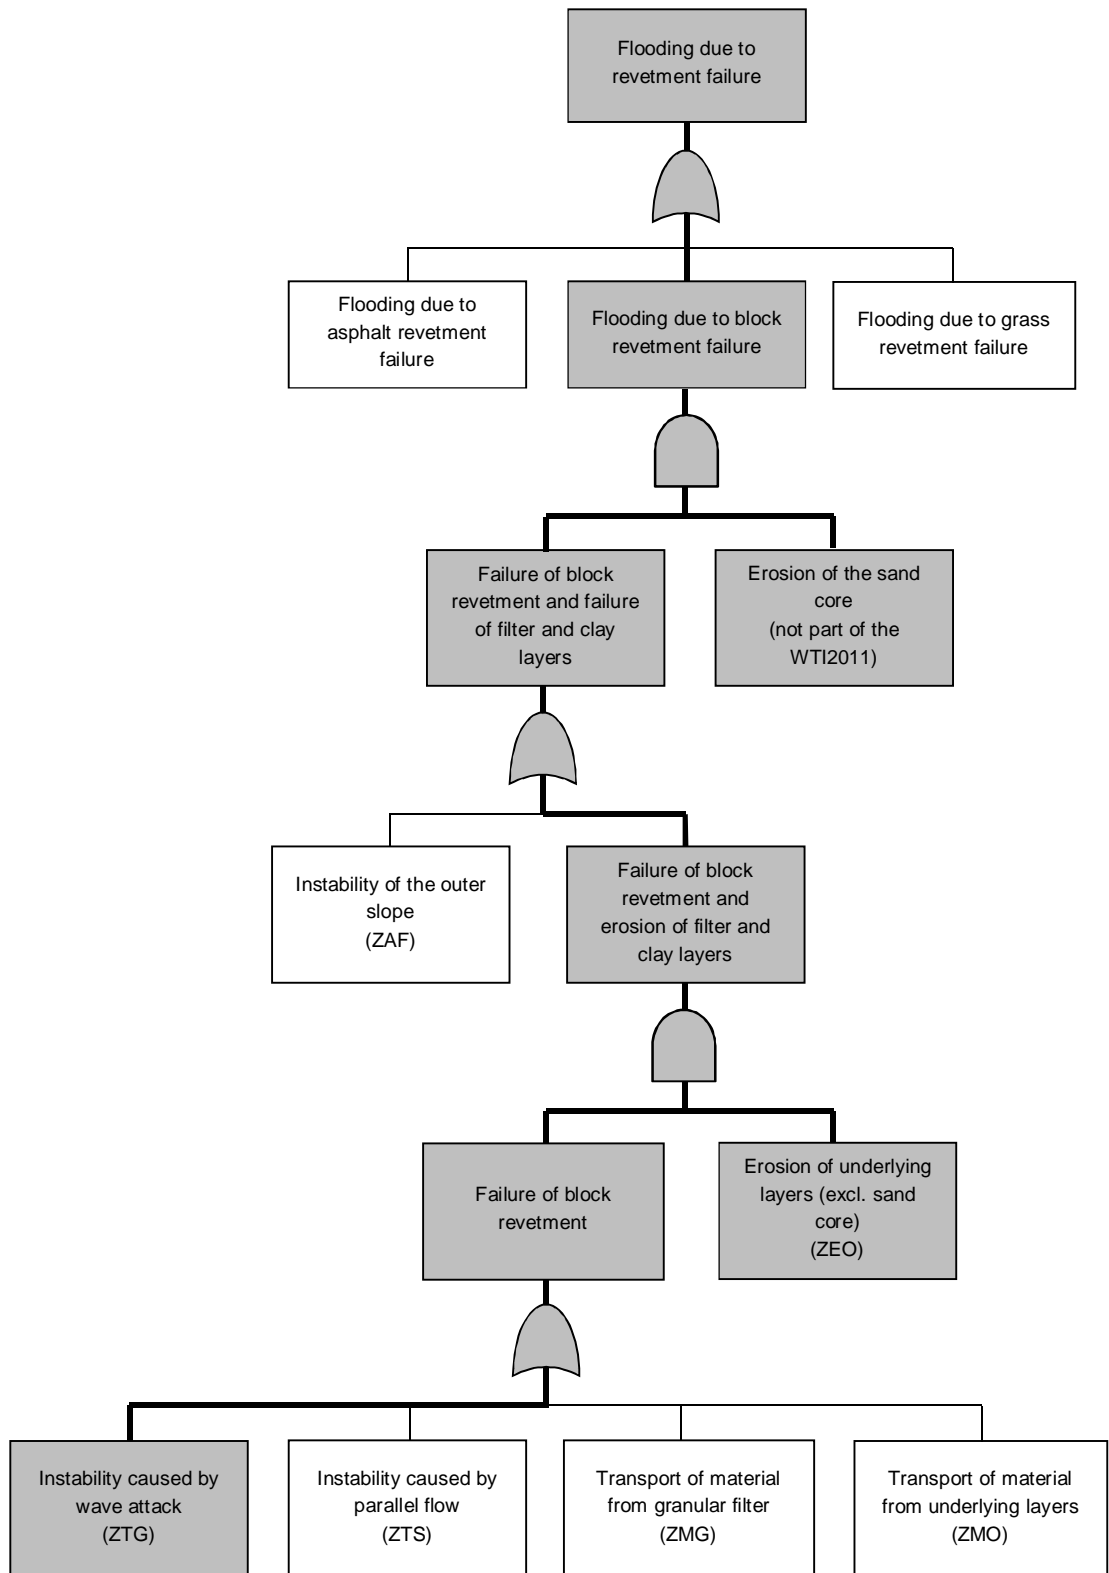 Flooding due to
revetment failure
Flooding due to
asphalt revetment
failure
Flooding due to block
revetment failure
Flooding due to grass
revetment failure
Failure of block
revetment and failure
of filter and clay
layers
Erosion of the sand
core
(not part of the
WTI2011)
Instability of the outer
slope
(ZAF)
Failure of block
revetment and
erosion of filter and
clay layers
Failure of block
revetment
Erosion of underlying
layers (excl. sand
core)
(ZEO)
Instability caused by
wave attack
(ZTG)
Instability caused by
parallel flow
(ZTS)
Transport of material
from granular filter
(ZMG)
Transport of material
from underlying layers
(ZMO)